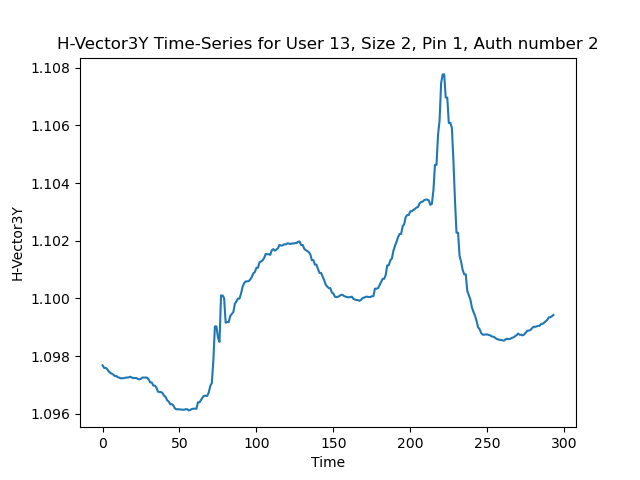 H-Vector3Y Time-Series for User 13, Size 2, Pin 1, Auth number 2
1.108
1.106
1.104
1.102
1.100
1.098
1.096
H-Vector3Y
0 50 100 150 200 250 300
Time